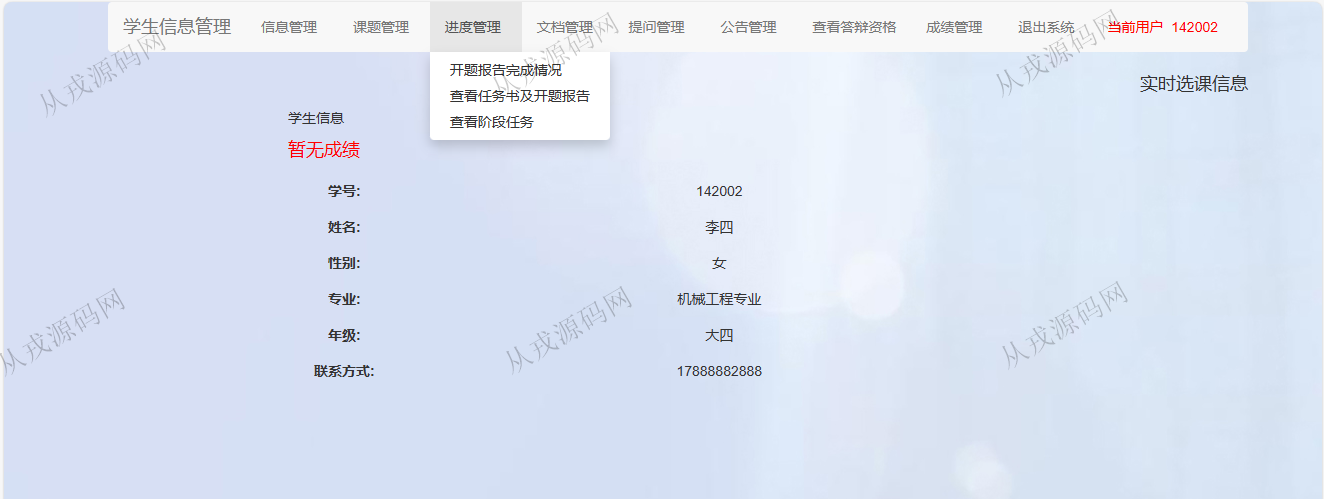 学生信息管理 信息管理 课题管理 进度管理 文档管理 提问管理 公告管理 查看答辩资格 成绩管理 退出系统 当前用户 142002
开题报告完成情况
查看任务书及开题报告
查看阶段任务
实时选课信息
学生信息
暂无成绩
学号: 142002
姓名: 李四
性别: 女
专业: 机械工程专业
年级: 大四
联系方式: 17888882888
从戎源码网
从戎源码网
从戎源码网
从戎源码网
从戎源码网
从戎源码网